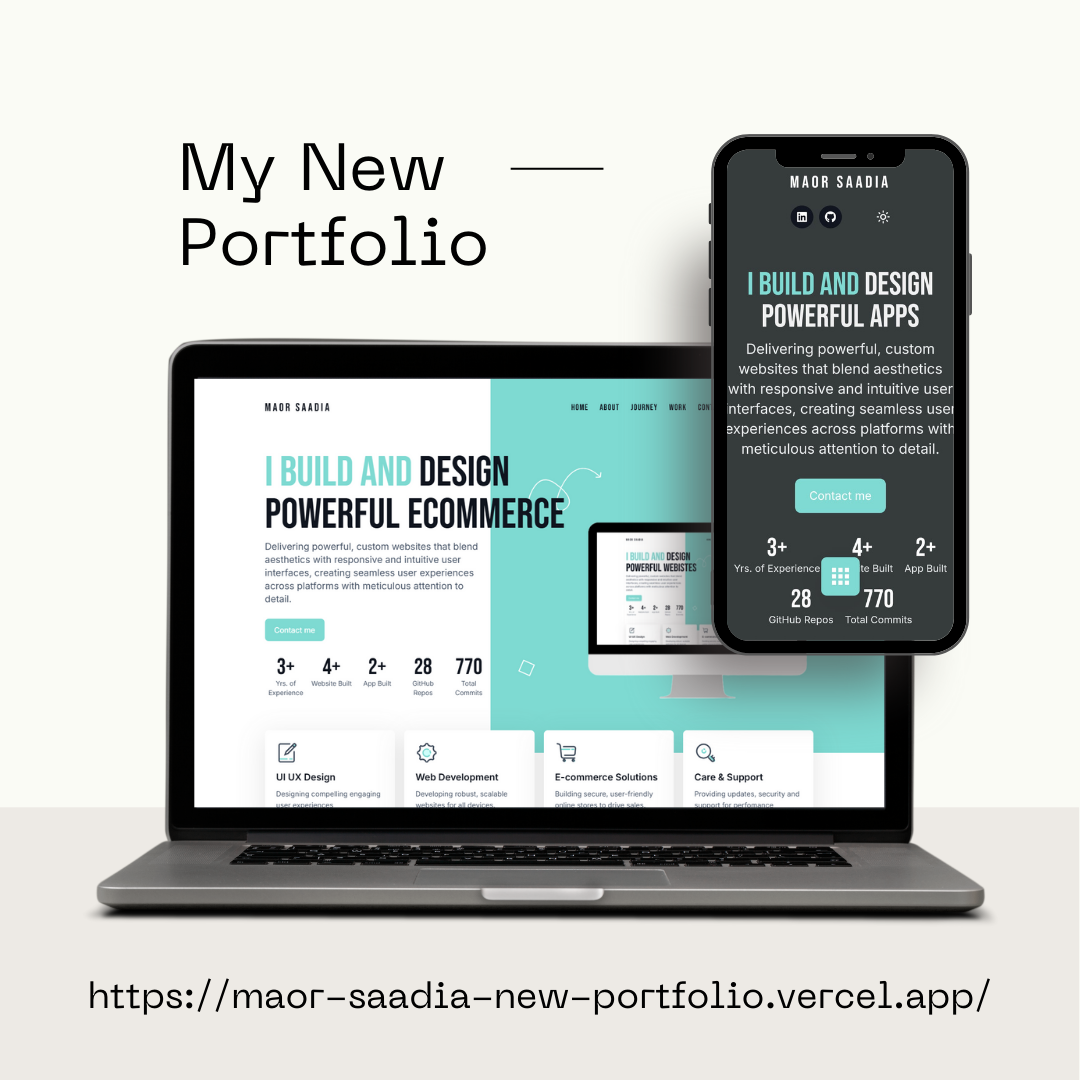 My New
Portfolio
MAOR SAADIA
I BUILD AND DESIGN
POWERFUL APPS
Delivering powerful, custom
websites that blend aesthetics
with responsive and intuitive user
interfaces, creating seamless user
experiences across platforms with
meticulous attention to detail.
Contact me
3+ 4+ 2+
Yrs. of Experience te Built App Built
28 770
GitHub Repos Total Commits
MAOR SAADIA HOME ABOUT JOURNEY WORK
I BUILD AND DESIGN
POWERFUL ECOMMERCE
Delivering powerful, custom websites that blend
aesthetics with responsive and intuitive user
interfaces, creating seamless user experiences
across platforms with meticulous attention to
detail.
Contact me
3+ 4+ 2+ 28 770
Yrs. of Website Built App Built GitHub Total
Experience Repos Commits
MAOR SAADIA
I BUILD AND DESIGN
POWERFUL WEBISTES
3+ 4+ 2+ 28 770
UI UX Design Web Development E-commerce Solutions Care & Support
Designing compelling engaging Developing robust, scalable Building secure, user-friendly Providing updates, security and
user experiences websites for all devices. online stores to drive sales. support for perfomance
https://maor-saadia-new-portfolio.vercel.app/